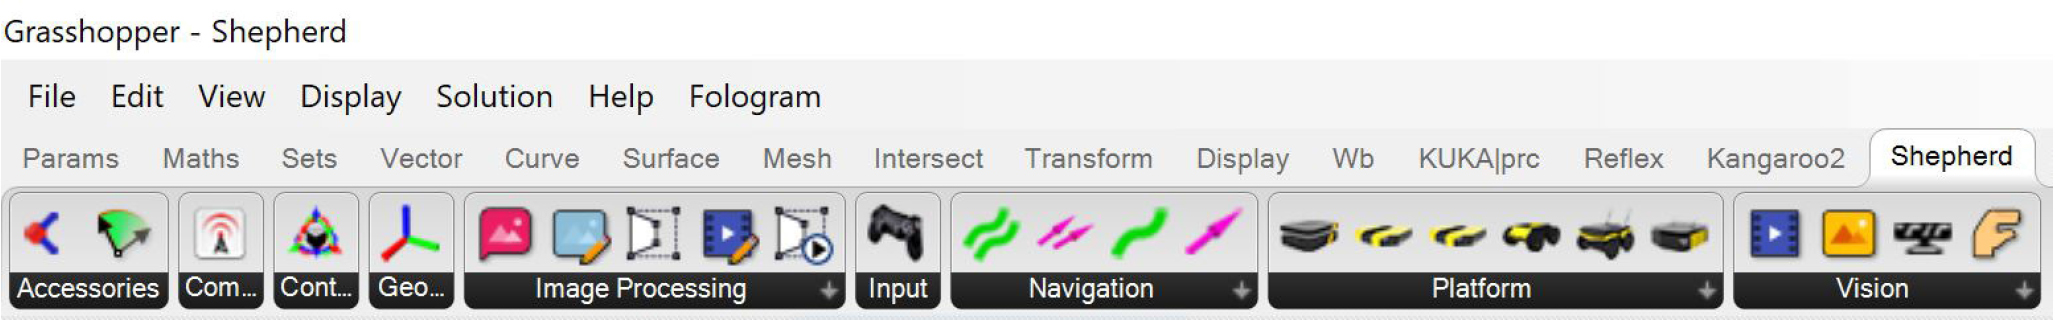 Grasshopper - Shepherd
File Edit View Display Solution Help Fologram
Params Maths Sets Vector Curve Surface Mesh Intersect Transform Display Wb KUKA|prc Reflex Kangaroo2 Shepherd
Accessories Com... Cont... Geo... Image Processing Input Navigation Platform Vision